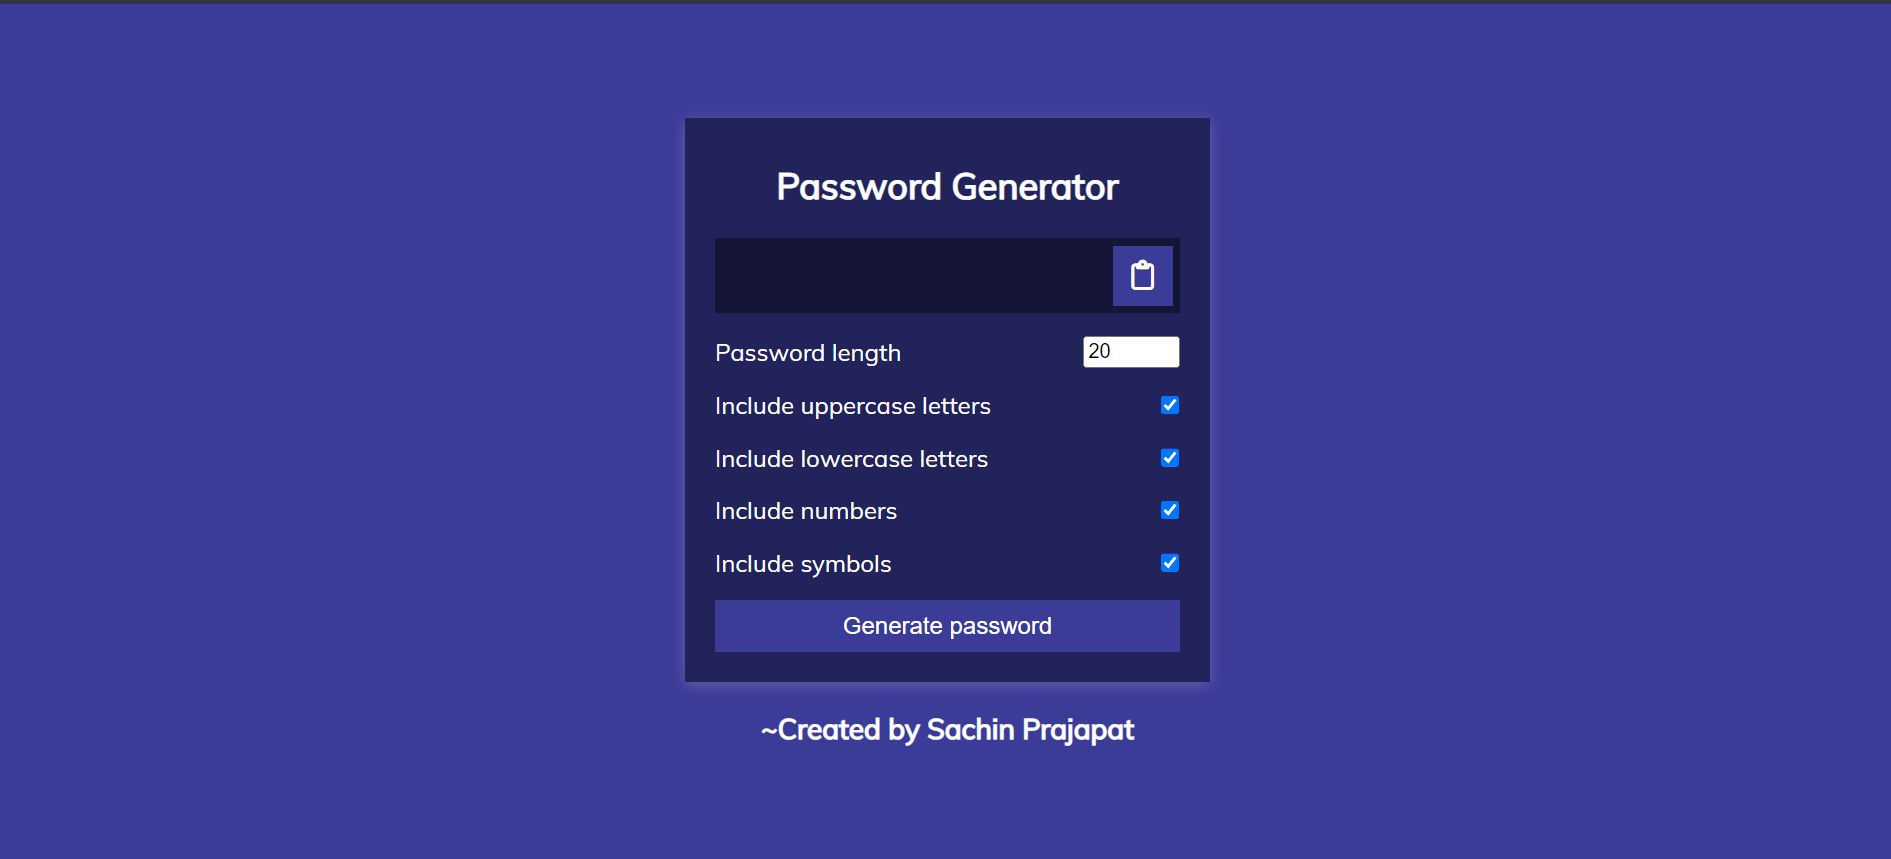 Password Generator
Password length 20
Include uppercase letters
Include lowercase letters
Include numbers
Include symbols
Generate password
~Created by Sachin Prajapat